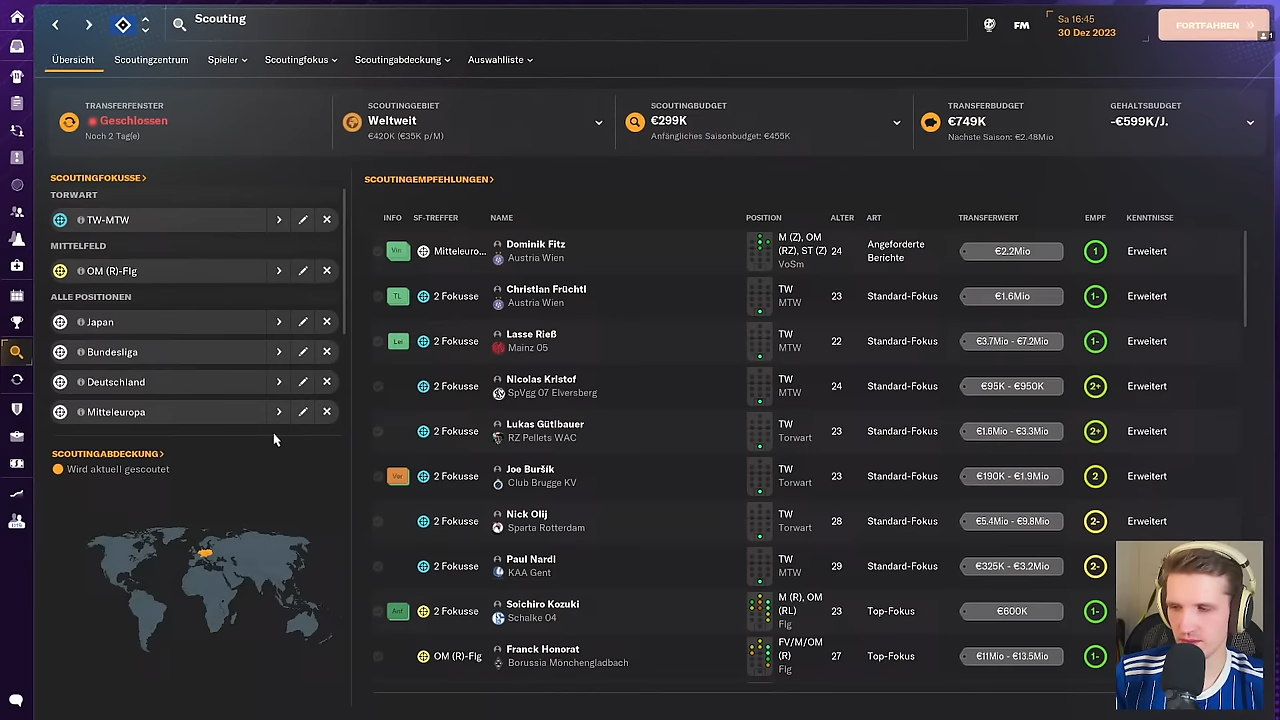 Scouting
FM
Sa 16:45
30 Dez 2023
FORTFAHREN
Übersicht
Scoutingzentrum
Spieler
Scoutingfokus
Scoutingabdeckung
Auswahlliste
TRANSFERFENSTER
Geschlossen
Noch 2 Tag(e)
SCOUTINGGEBIET
Weltweit
€420K (€35K p/M)
SCOUTINGBUDGET
€299K
Anfängliches Saisonbudget: €455K
TRANSFERBUDGET
€749K
Nächste Saison: €2.48Mio
GEHALTSBUDGET
-€599K/J.
SCOUTINGFOKUSSE>
TORWART
TW-MTW
MITTELFELD
OM (R)-Flg
ALLE POSITIONEN
Japan
Bundesliga
Deutschland
Mitteleuropa
SCOUTINGABDECKUNG>
Wird aktuell gescoutet
SCOUTINGEMPFEHLUNGEN>
INFO SF-TREFFER NAME POSITION ALTER ART TRANSFERWERT EMPF KENNTNISSE
Vin Mitteleuro... Dominik Fitz Austria Wien M (Z), OM (RZ), ST (Z) VoSm 24 Angeforderte Berichte €2.2Mio 1 Erweitert
TL 2 Fokusse Christian Früchtl Austria Wien TW MTW 23 Standard-Fokus €1.6Mio 1- Erweitert
Lei 2 Fokusse Lasse Rieß Mainz 05 TW MTW 22 Standard-Fokus €3.7Mio - €7.2Mio 1- Erweitert
2 Fokusse Nicolas Kristof SpVgg 07 Elversberg TW MTW 24 Standard-Fokus €95K - €950K 2+ Erweitert
2 Fokusse Lukas Gütlbauer RZ Pellets WAC TW Torwart 23 Standard-Fokus €1.6Mio - €3.3Mio 2+ Erweitert
Ver 2 Fokusse Joe Buršík Club Brugge KV TW Torwart 23 Standard-Fokus €190K - €1.9Mio 2 Erweitert
2 Fokusse Nick Olij Sparta Rotterdam TW Torwart 28 Standard-Fokus €5.4Mio - €9.8Mio 2- Erweitert
2 Fokusse Paul Nardi KAA Gent TW MTW 29 Standard-Fokus €325K - €3.2Mio 2-
Anf 2 Fokusse Soichiro Kozuki Schalke 04 M (R), OM (RL) Flg 23 Top-Fokus €600K 1-
OM (R)-Flg Franck Honorat Borussia Mönchengladbach FV/M/OM (R) Flg 27 Top-Fokus €11Mio - €13.5Mio 1-